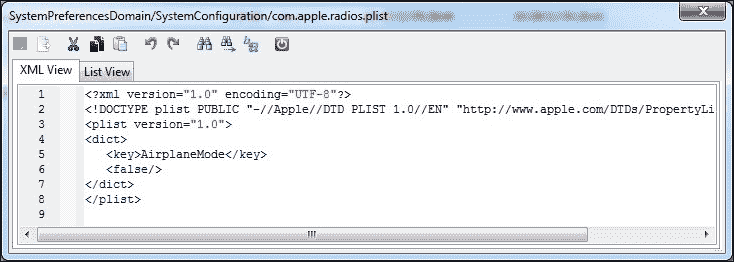 SystemPreferencesDomain/SystemConfiguration/com.apple.radios.plist
XML View List View
1 <?xml version="1.0" encoding="UTF-8"?>
2 <!DOCTYPE plist PUBLIC "-//Apple//DTD PLIST 1.0//EN" "http://www.apple.com/DTDs/PropertyLi
3 <plist version="1.0">
4 <dict>
5 <key>AirplaneMode</key>
6 <false/>
7 </dict>
8 </plist>
9